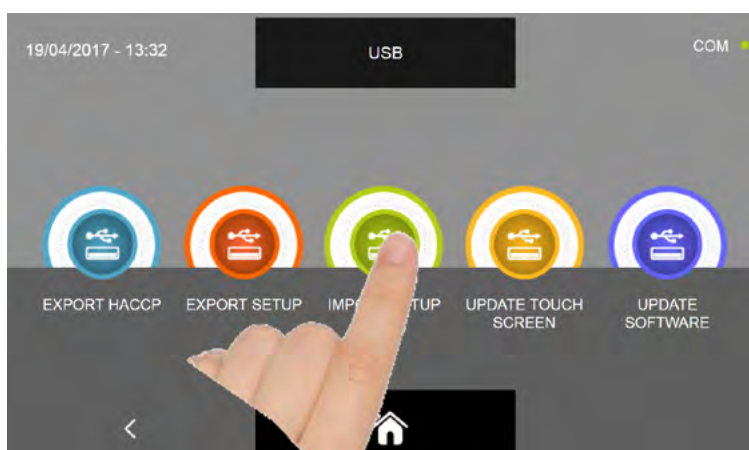 19/04/2017 - 13:32
USB
COM
EXPORT HACCP
EXPORT SETUP
UPDATE TOUCH
SCREEN
UPDATE
SOFTWARE